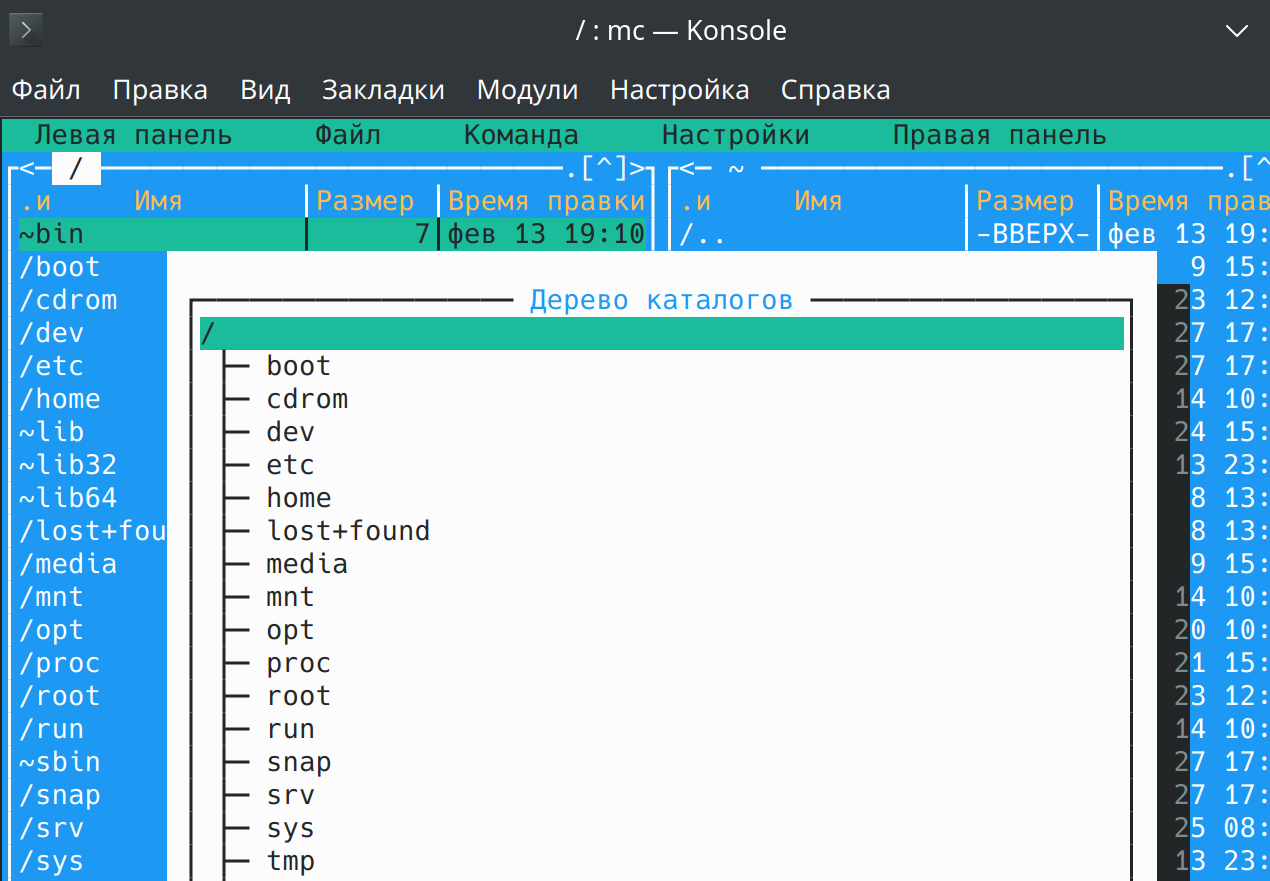 / : mc — Konsole
Файл Правка Вид Закладки Модули Настройка Справка
Левая панель Файл Команда Настройки Правая панель
<─ / ─.[^]>
<─ ~ ─.[^
.и Имя Размер Время правки
.и Имя Размер Время прав
~bin 7 фев 13 19:10
/.. -ВВЕРХ- фев 13 19:
/boot 9 15:
/cdrom Дерево каталогов 23 12:
/dev / 27 17:
/etc boot 27 17:
/home cdrom 14 10:
~lib dev 24 15:
~lib32 etc 13 23:
~lib64 home 8 13:
/lost+fou lost+found 8 13:
/media media 9 15:
/mnt mnt 14 10:
/opt opt 20 10:
/proc proc 21 15:
/root root 23 12:
/run run 14 10:
~sbin snap 27 17:
/snap srv 27 17:
/srv sys 25 08:
/sys tmp 13 23: